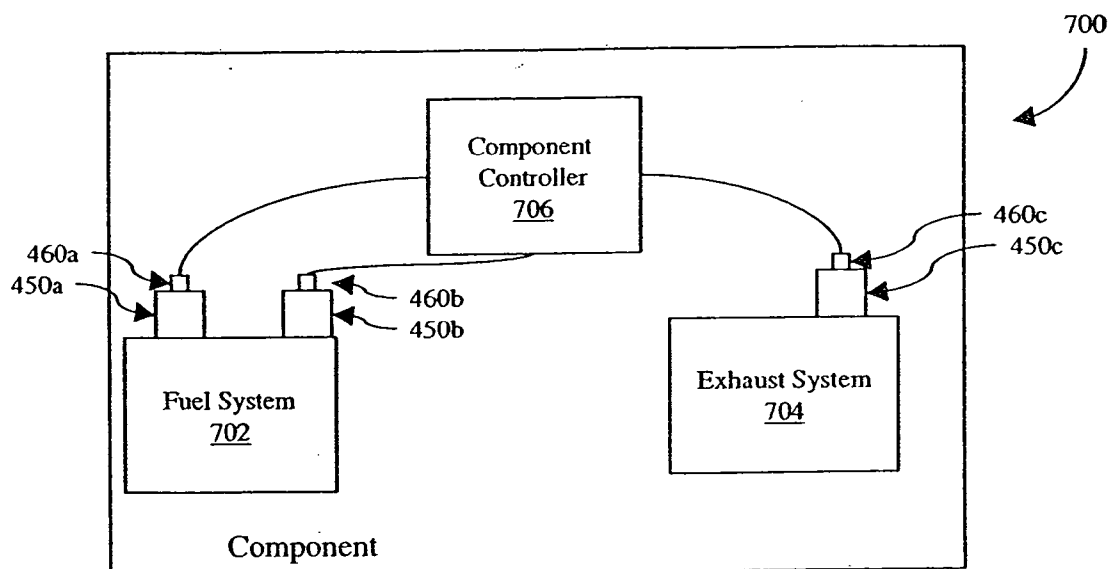 700
Component
Controller
706
460a
450a
460b
450b
460c
450c
Fuel System
702
Exhaust System
704
Component